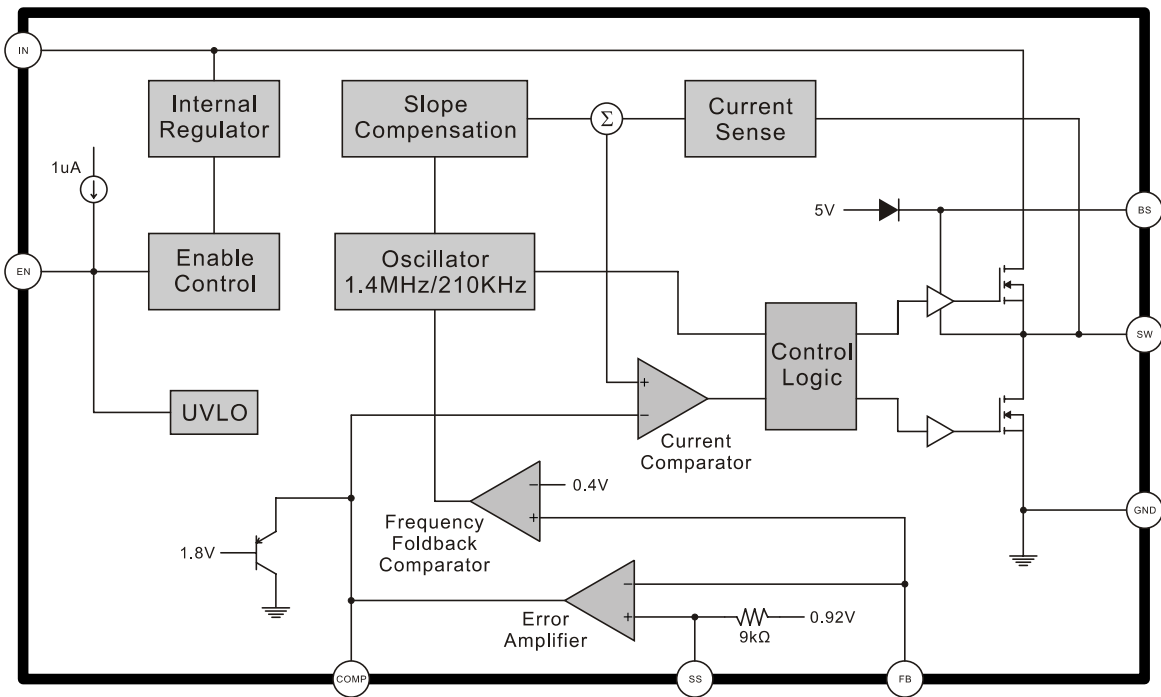 IN
Internal
Regulator
Slope
Compensation
Σ
Current
Sense
1uA
5V
BS
EN
Enable
Control
Oscillator
1.4MHz/210KHz
SW
Control
Logic
+
−
UVLO
Current
Comparator
−
0.4V
+
GND
Frequency
Foldback
Comparator
1.8V
−
+
0.92V
9kΩ
Error
Amplifier
COMP
SS
FB